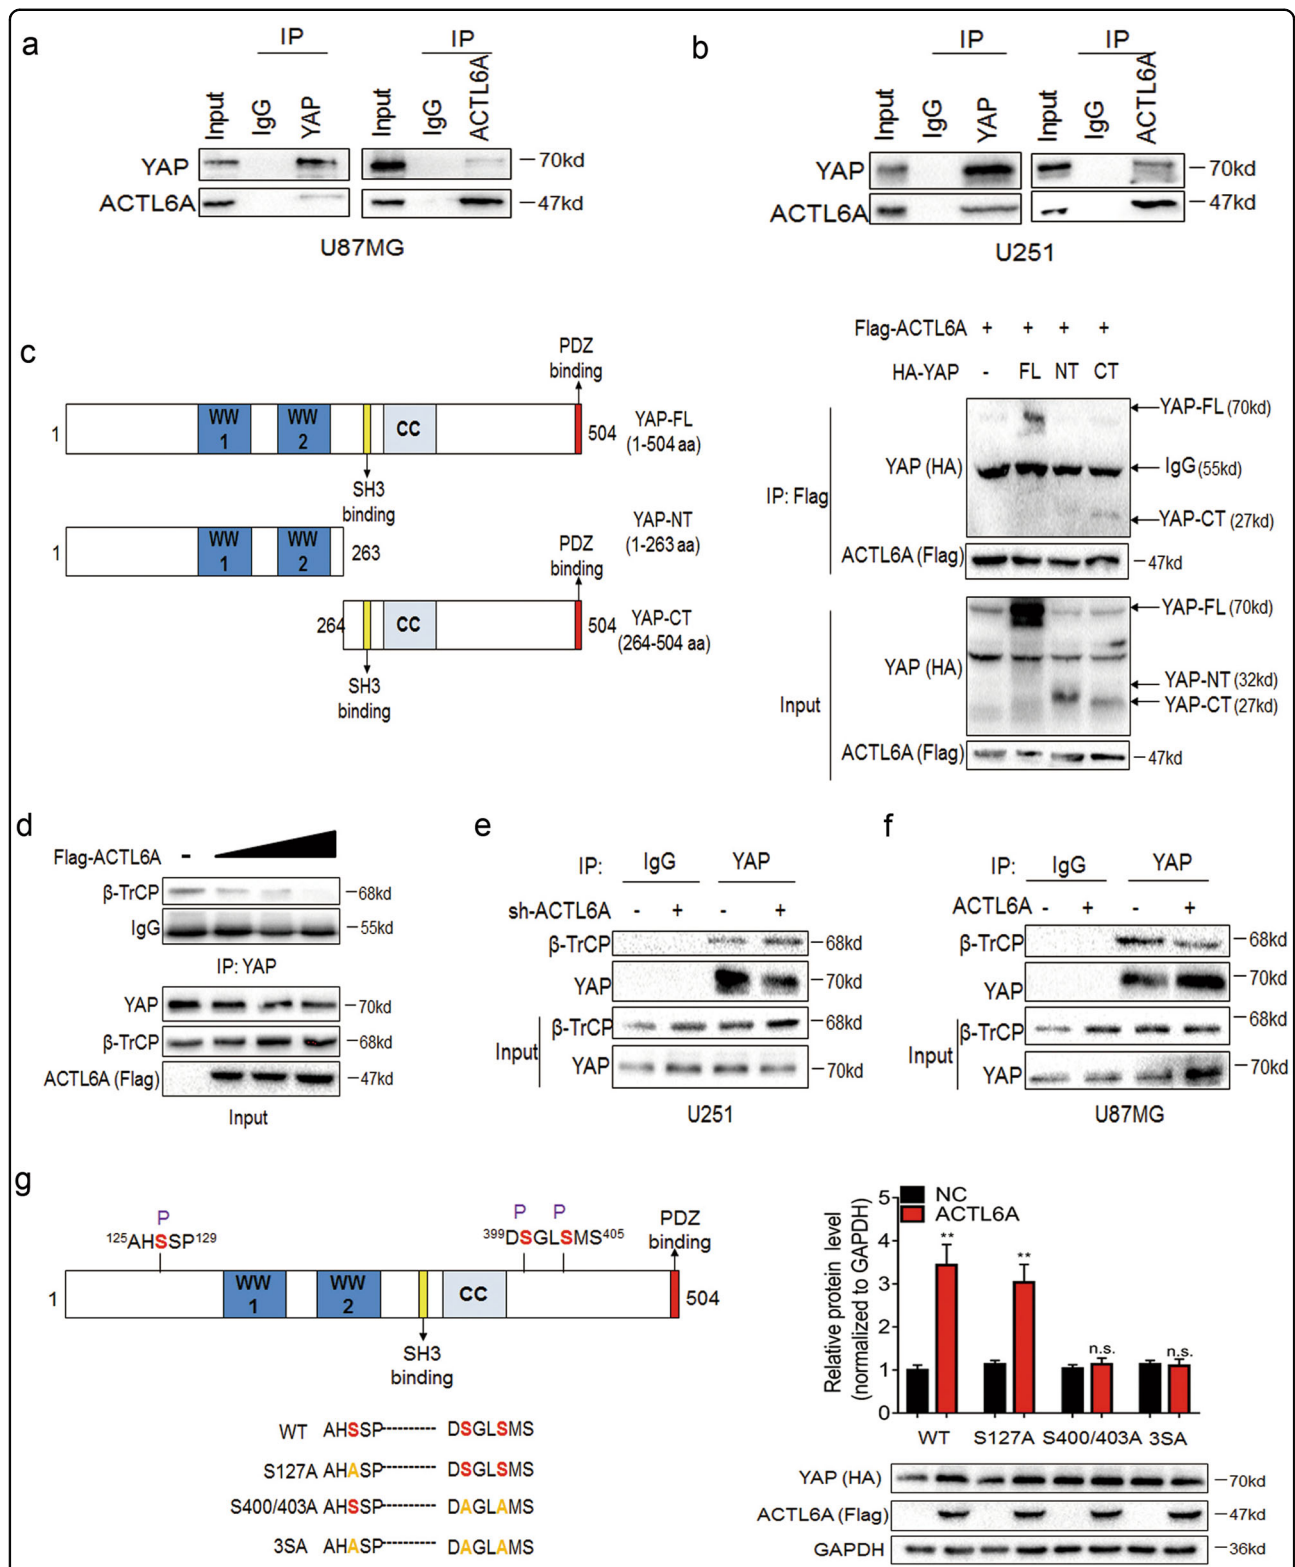 a
IP
IP
Input
IgG
YAP
Input
IgG
ACTL6A
YAP
70kd
ACTL6A
47kd
U87MG
b
IP
IP
Input
IgG
YAP
Input
IgG
ACTL6A
YAP
70kd
ACTL6A
47kd
U251
c
PDZ
binding
1
WW
1
WW
2
CC
504
YAP-FL
(1-504 aa)
SH3
binding
1
WW
1
WW
2
263
YAP-NT
(1-263 aa)
PDZ
binding
264
CC
504
YAP-CT
(264-504 aa)
SH3
binding
Flag-ACTL6A + + + +
HA-YAP - FL NT CT
IP: Flag
YAP (HA)
YAP-FL (70kd)
IgG (55kd)
YAP-CT (27kd)
ACTL6A (Flag)
47kd
Input
YAP (HA)
YAP-FL (70kd)
YAP-NT (32kd)
YAP-CT (27kd)
ACTL6A (Flag)
47kd
d
Flag-ACTL6A -
β-TrCP
68kd
IgG
55kd
IP: YAP
YAP
70kd
β-TrCP
68kd
ACTL6A (Flag)
47kd
Input
e
IP: IgG YAP
sh-ACTL6A - + - +
β-TrCP
68kd
YAP
70kd
Input
β-TrCP
68kd
YAP
70kd
U251
f
IP: IgG YAP
ACTL6A - + - +
β-TrCP
68kd
YAP
70kd
Input
β-TrCP
68kd
YAP
70kd
U87MG
g
P
125AHSSP129
P P
399DSGLSMS405
PDZ
binding
1
WW
1
WW
2
CC
504
SH3
binding
WT AHSSP---------- DSGLSMS
S127A AHASP---------- DSGLSMS
S400/403A AHSSP---------- DAGLAMS
3SA AHASP---------- DAGLAMS
Relative protein level
(normalized to GAPDH)
5
4
3
2
1
0
NC
ACTL6A
**
**
n.s.
n.s.
WT S127A S400/403A 3SA
YAP (HA)
70kd
ACTL6A (Flag)
47kd
GAPDH
36kd